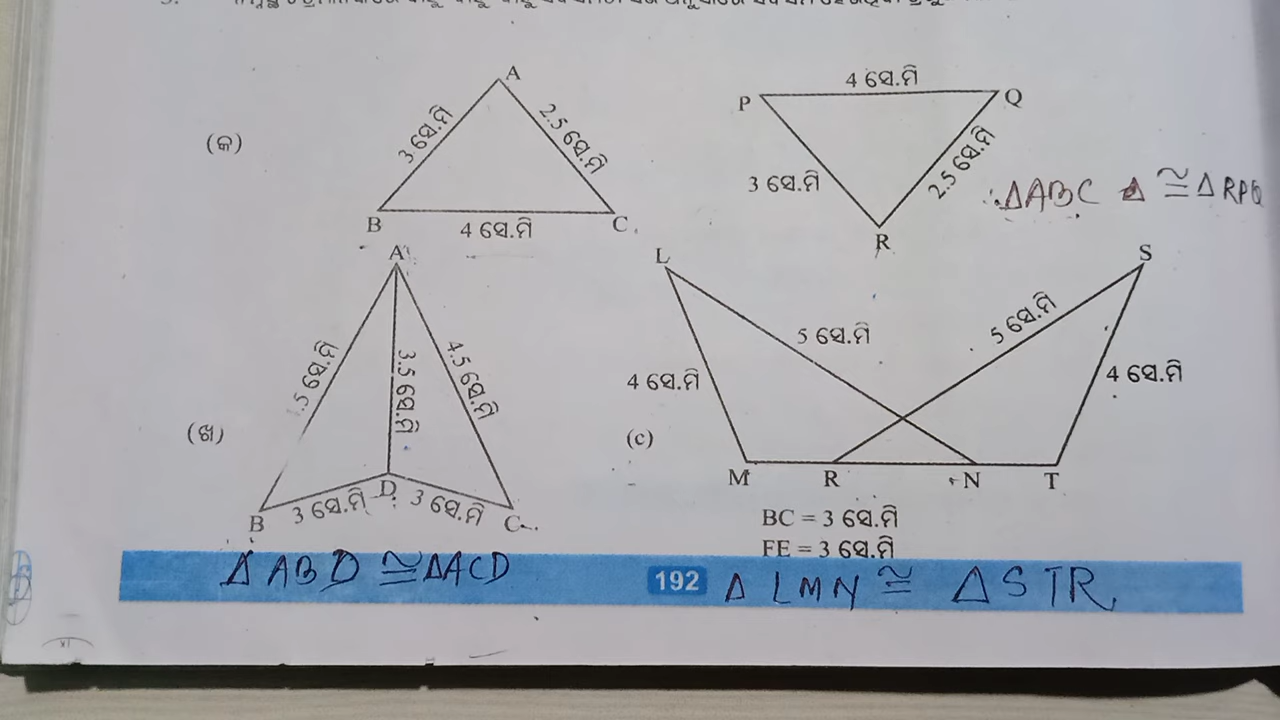 A
3 ସେ.ମି
2.5 ସେ.ମି
(କ)
B
4 ସେ.ମି
C
4 ସେ.ମି
P
Q
3 ସେ.ମି
2.5 ସେ.ମି
R
∴ΔABC ≅ ΔRPQ
A
.5 ସେ.ମି
3.5 ସେ.ମି
4.5 ସେ.ମି
(ଖ)
B
3 ସେ.ମି
D
3 ସେ.ମି
C
L
S
5 ସେ.ମି
5 ସେ.ମି
4 ସେ.ମି
4 ସେ.ମି
(c)
M R N T
BC = 3 ସେ.ମି
FE = 3 ସେ.ମି
Δ ABD ≅ ΔACD
192
Δ LMN ≅ ΔSTR